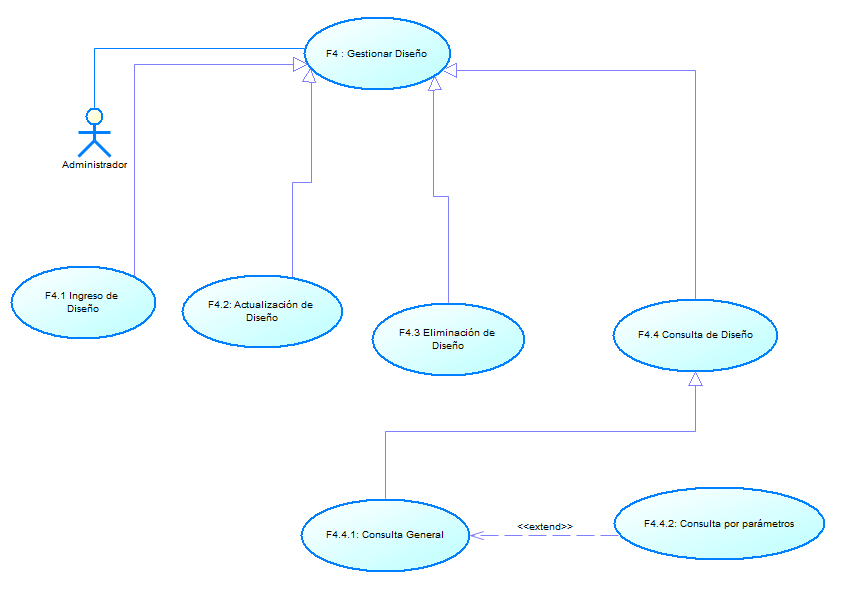 F4 : Gestionar Diseño
Administrador
F4.1 Ingreso de
Diseño
F4.2: Actualización de
Diseño
F4.3 Eliminación de
Diseño
F4.4 Consulta de Diseño
F4.4.1: Consulta General
<<extend>>
F4.4.2: Consulta por parámetros